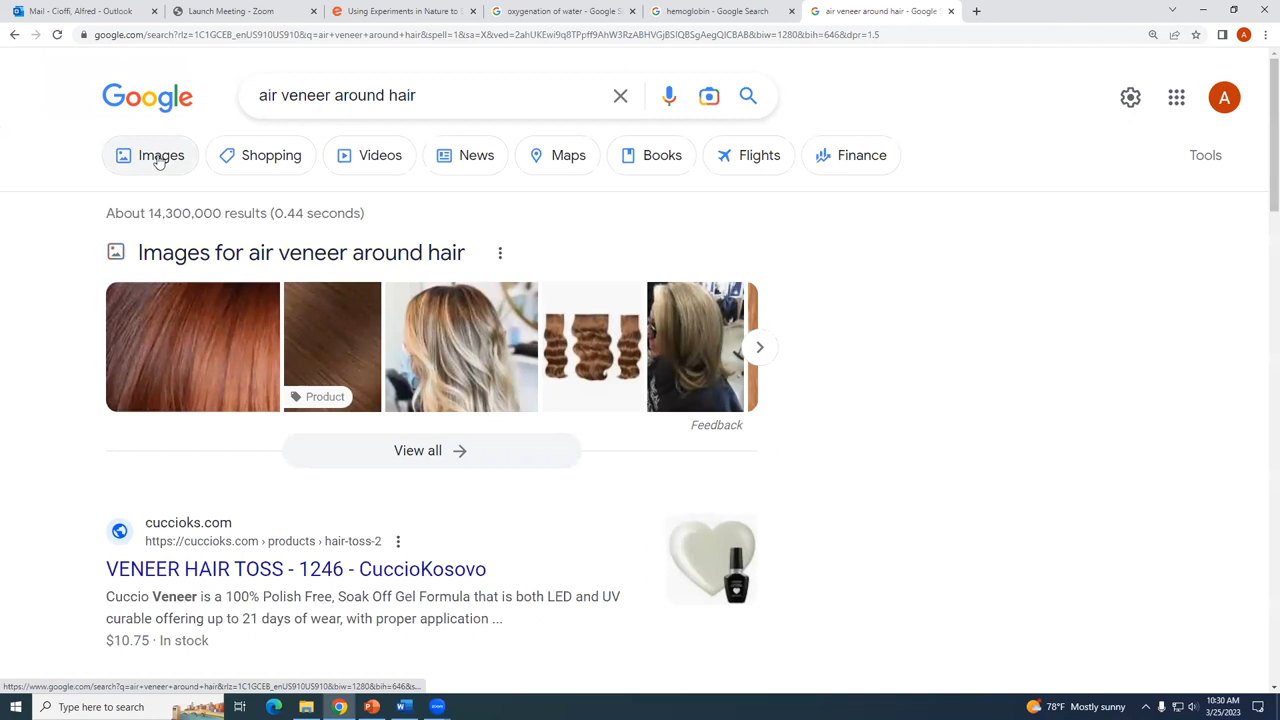 Mail - Cioffi, Adam - Outlook
Launch Meeting - Zoom
Using Experiments in Nature to S
oxygenation of water - Google S
hemoglobin - Google Search
air veneer around hair - Google S
google.com/search?rlz=1C1GCEB_enUS910US910&q=air+veneer+around+hair&spell=1&sa=X&ved=2ahUKEwi9q8TPpff9AhW3RzABHVGjBSIQBSgAegQICBAB&biw=1280&bih=646&dpr=1.5
A
Google
air veneer around hair
A
Images
Shopping
Videos
News
Maps
Books
Flights
Finance
Tools
About 14,300,000 results (0.44 seconds)
Images for air veneer around hair
Product
Feedback
View all
cuccioks.com
https://cuccioks.com › products › hair-toss-2
VENEER HAIR TOSS - 1246 - CuccioKosovo
Cuccio Veneer is a 100% Polish Free, Soak Off Gel Formula that is both LED and UV
curable offering up to 21 days of wear, with proper application ...
$10.75 · In stock
https://www.google.com/search?q=air+veneer+around+hair&rlz=1C1GCEB_enUS910US910&biw=1280&bih=646&s...
Type here to search
zoom
78°F Mostly sunny
10:30 AM
3/25/2023